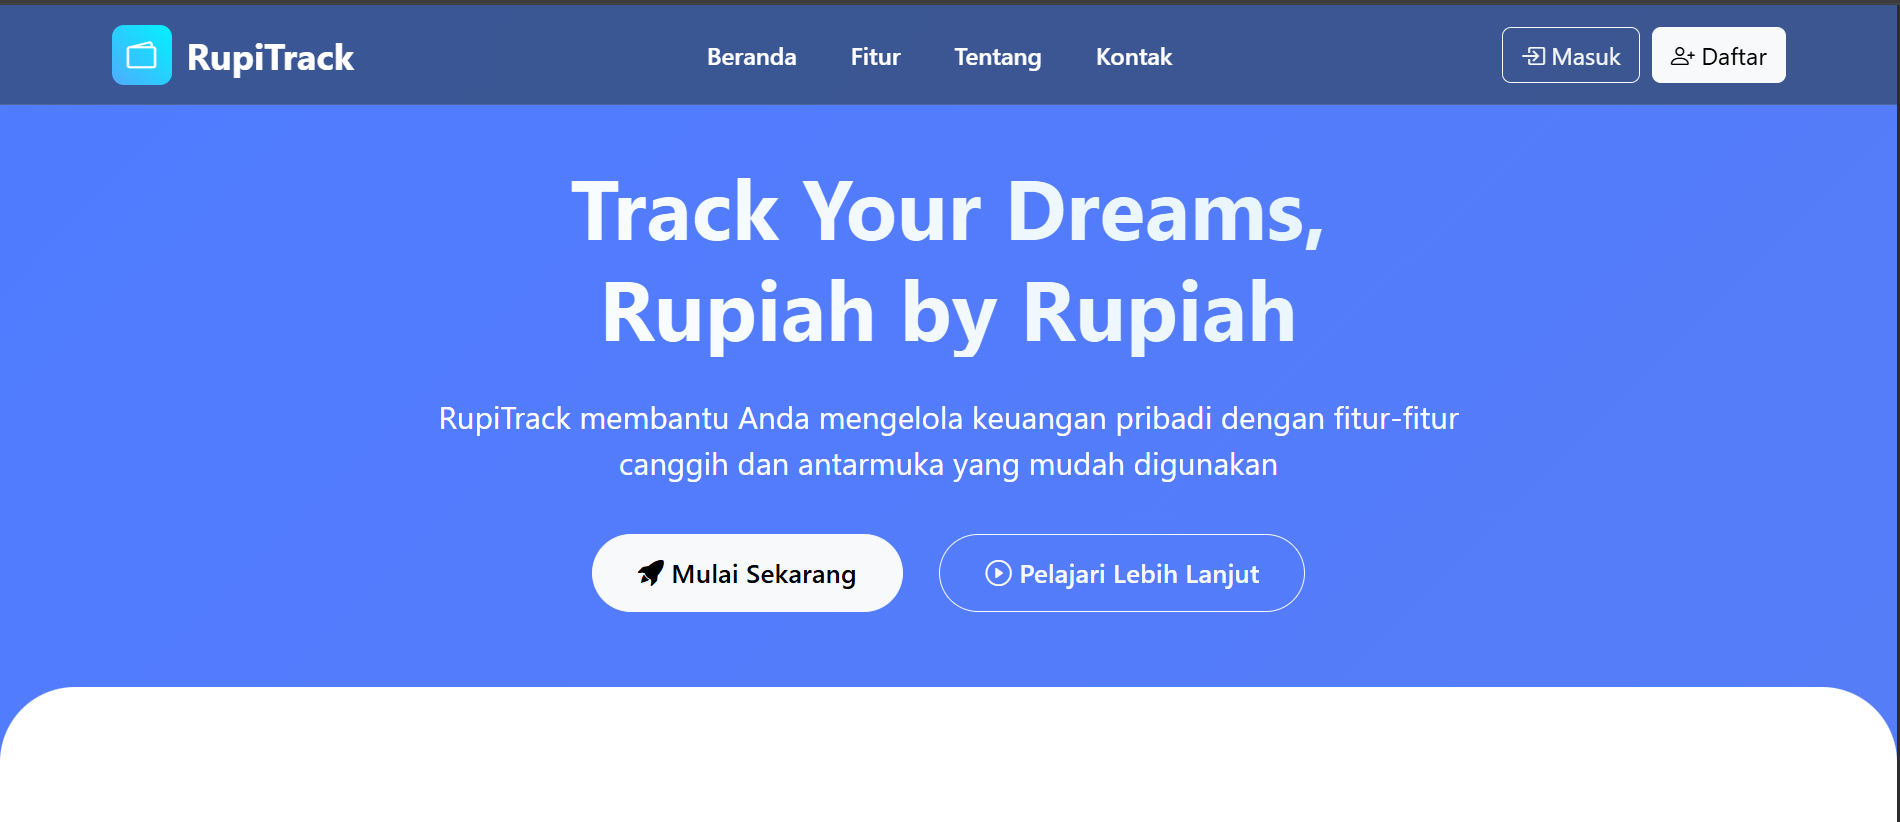 RupiTrack
Beranda
Fitur
Tentang
Kontak
Masuk
Daftar
Track Your Dreams,
Rupiah by Rupiah
RupiTrack membantu Anda mengelola keuangan pribadi dengan fitur-fitur
canggih dan antarmuka yang mudah digunakan
Mulai Sekarang
Pelajari Lebih Lanjut